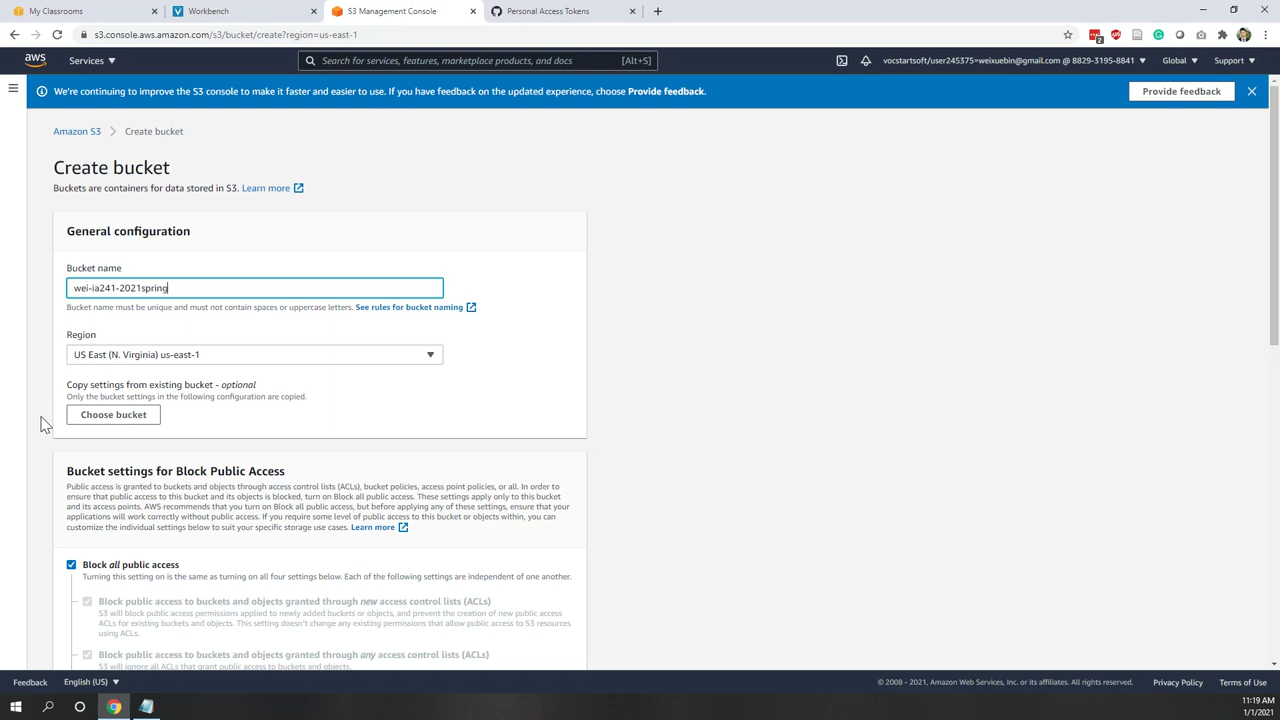 My Classrooms
Workbench
S3 Management Console
Personal Access Tokens
s3.console.aws.amazon.com/s3/bucket/create?region=us-east-1
2
aws
Services
Search for services, features, marketplace products, and docs [Alt+S]
vocstartsoft/user245375=weixuebin@gmail.com @ 8829-3195-8841
Global
Support
We're continuing to improve the S3 console to make it faster and easier to use. If you have feedback on the updated experience, choose Provide feedback.
Provide feedback
Amazon S3
Create bucket
Create bucket
Buckets are containers for data stored in S3. Learn more
General configuration
Bucket name
wei-ia241-2021spring
Bucket name must be unique and must not contain spaces or uppercase letters. See rules for bucket naming
Region
US East (N. Virginia) us-east-1
Copy settings from existing bucket - optional
Only the bucket settings in the following configuration are copied.
Choose bucket
Bucket settings for Block Public Access
Public access is granted to buckets and objects through access control lists (ACLs), bucket policies, access point policies, or all. In order to
ensure that public access to this bucket and its objects is blocked, turn on Block all public access. These settings apply only to this bucket
and its access points. AWS recommends that you turn on Block all public access, but before applying any of these settings, ensure that your
applications will work correctly without public access. If you require some level of public access to this bucket or objects within, you can
customize the individual settings below to suit your specific storage use cases. Learn more
Block all public access
Turning this setting on is the same as turning on all four settings below. Each of the following settings are independent of one another.
Block public access to buckets and objects granted through new access control lists (ACLs)
S3 will block public access permissions applied to newly added buckets or objects, and prevent the creation of new public access
ACLs for existing buckets and objects. This setting doesn't change any existing permissions that allow public access to S3 resources
using ACLs.
Block public access to buckets and objects granted through any access control lists (ACLs)
S3 will ignore all ACLs that grant public access to buckets and objects.
Feedback
English (US)
© 2008 - 2021, Amazon Web Services, Inc. or its affiliates. All rights reserved.
Privacy Policy
Terms of Use
11:19 AM
1/1/2021